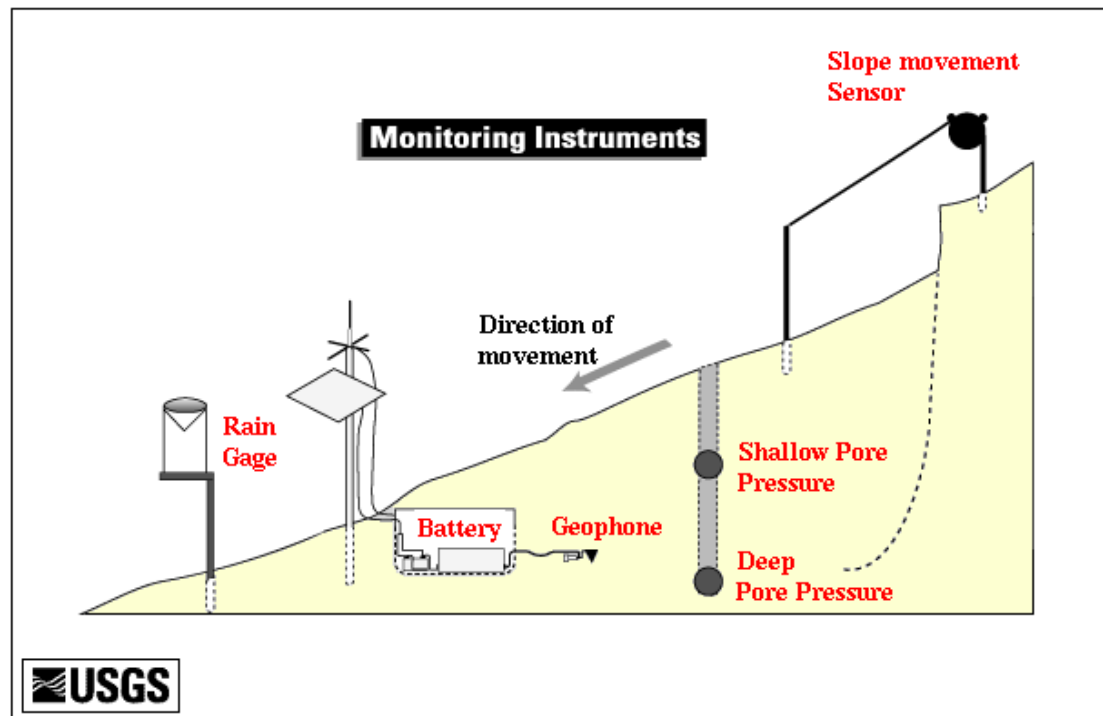 Slope movement
Sensor
Monitoring Instruments
Direction of
movement
Rain
Gage
Shallow Pore
Pressure
Battery
Geophone
Deep
Pore Pressure
USGS